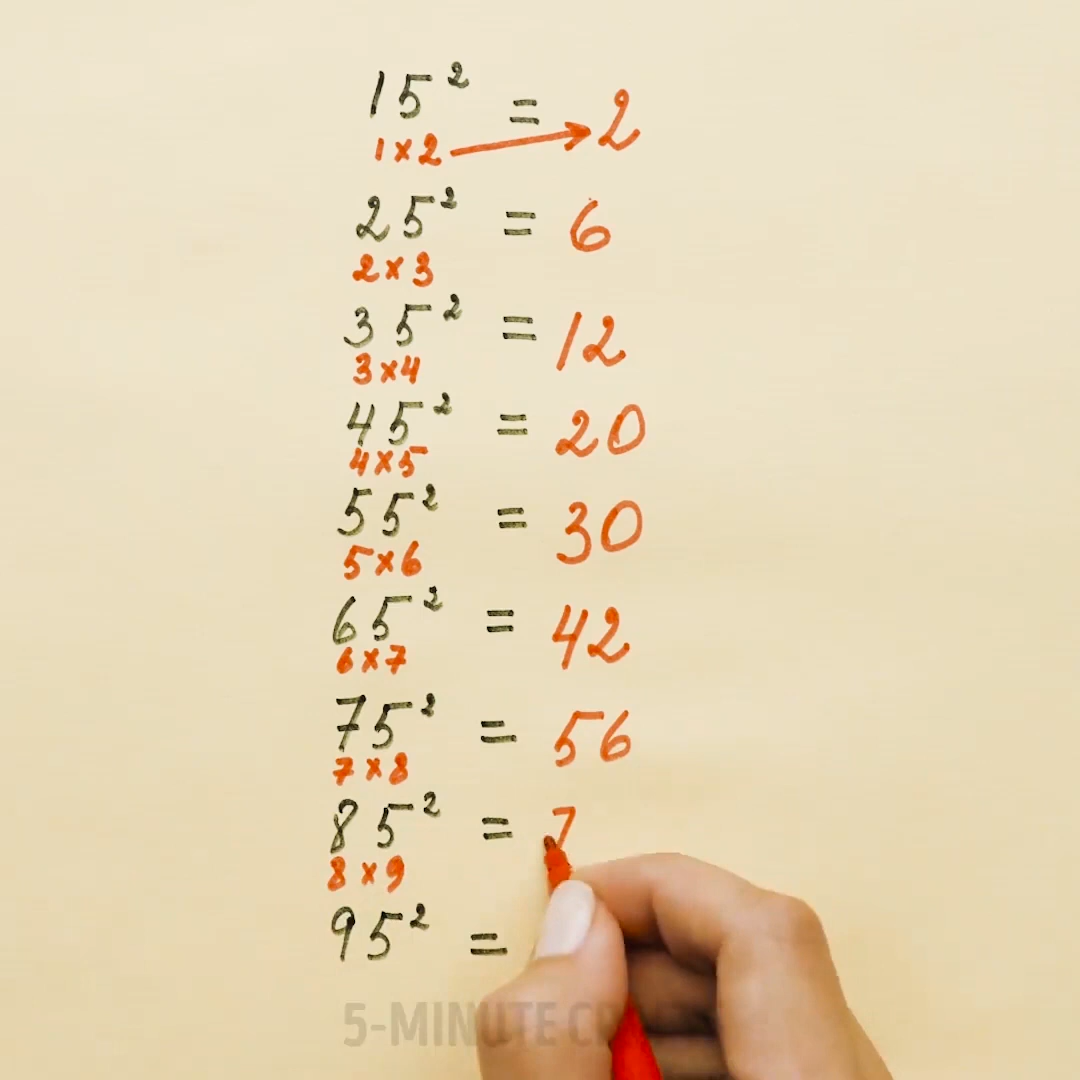 15² = 2
1×2
25² = 6
2×3
35² = 12
3×4
45² = 20
4×5
55² = 30
5×6
65² = 42
6×7
75² = 56
7×8
85² = 7
8×9
95² =
5-MINUTE